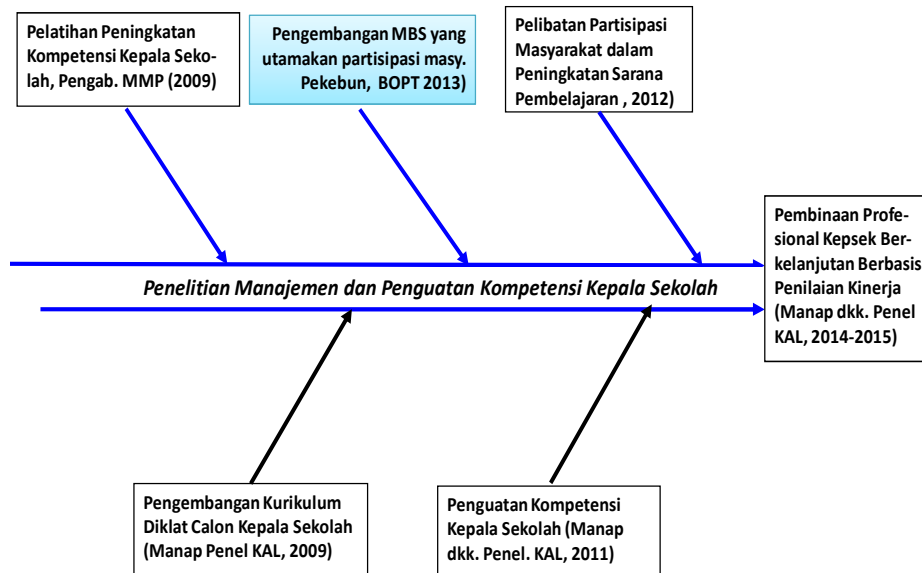 Pelatihan Peningkatan
Kompetensi Kepala Seko-
lah, Pengab. MMP (2009)
Pengembangan MBS yang
utamakan partisipasi masy.
Pekebun, BOPT 2013)
Pelibatan Partisipasi
Masyarakat dalam
Peningkatan Sarana
Pembelajaran , 2012)
Pembinaan Profe-
sional Kepsek Ber-
kelanjutan Berbasis
Penilaian Kinerja
(Manap dkk. Penel
KAL, 2014-2015)
Penelitian Manajemen dan Penguatan Kompetensi Kepala Sekolah
Pengembangan Kurikulum
Diklat Calon Kepala Sekolah
(Manap Penel KAL, 2009)
Penguatan Kompetensi
Kepala Sekolah (Manap
dkk. Penel. KAL, 2011)